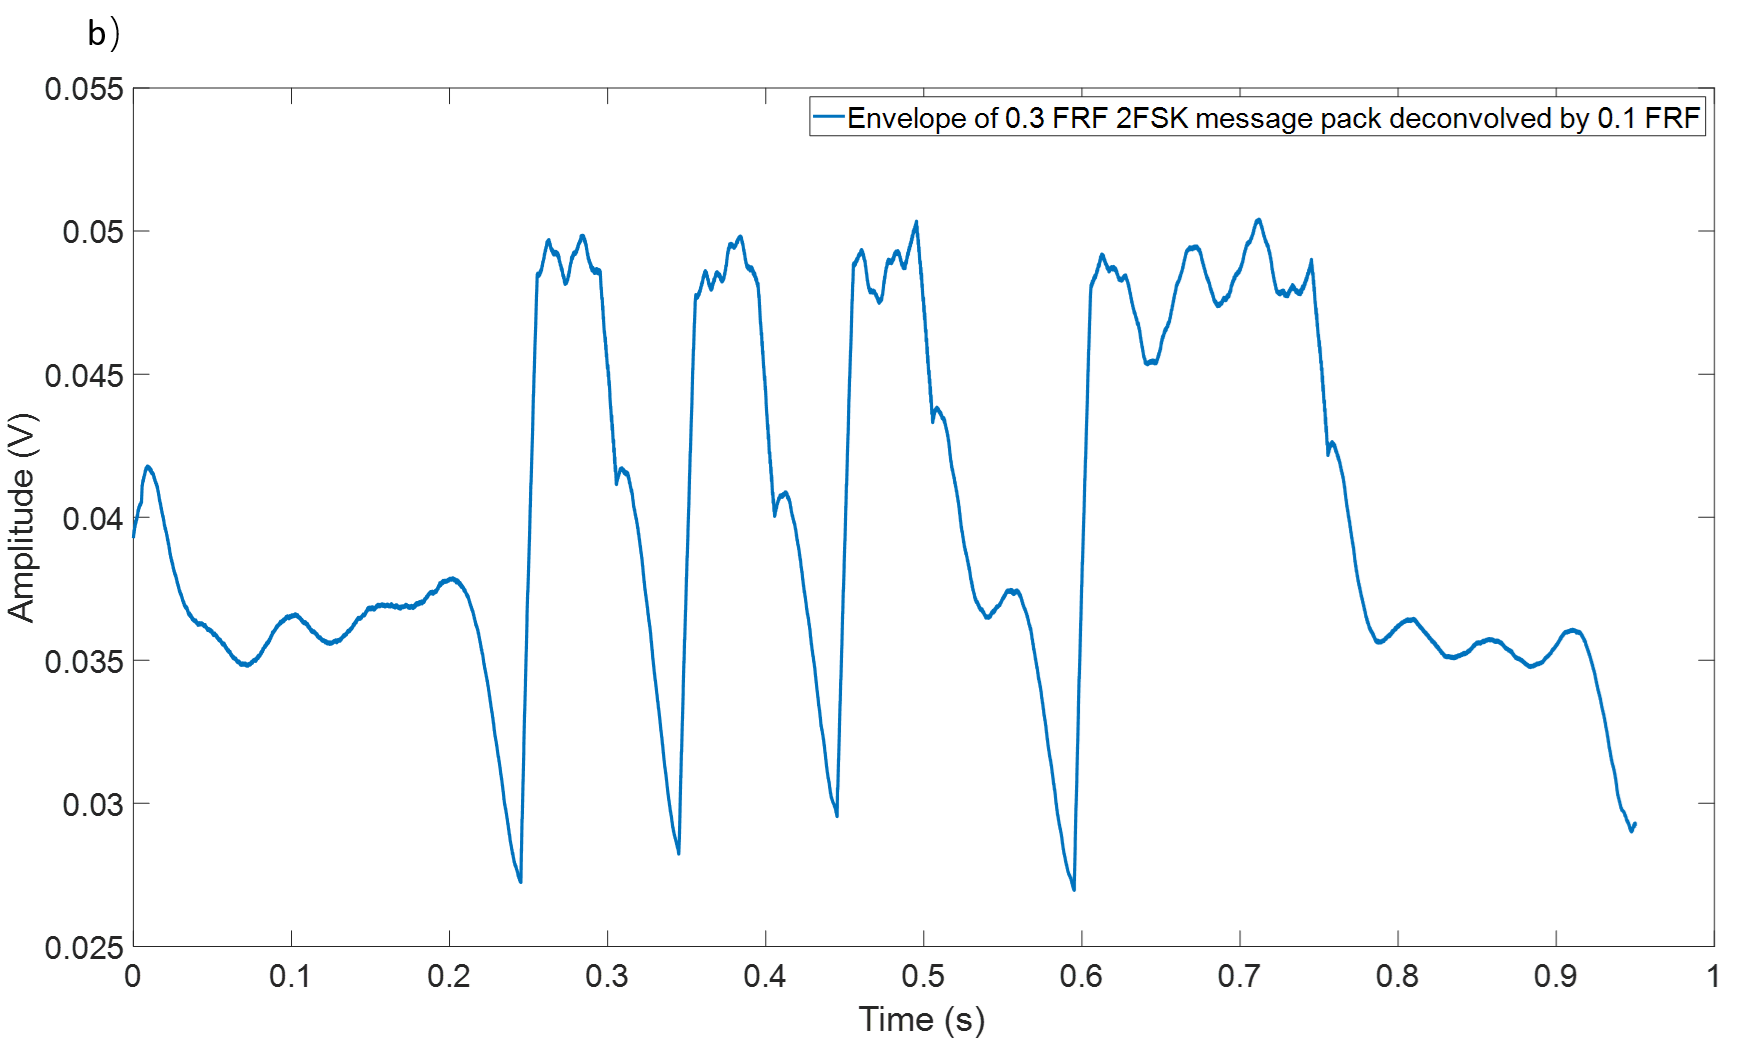 b)
Envelope of 0.3 FRF 2FSK message pack deconvolved by 0.1 FRF
Amplitude (V)
0.055
0.05
0.045
0.04
0.035
0.03
0.025
0 0.1 0.2 0.3 0.4 0.5 0.6 0.7 0.8 0.9 1
Time (s)